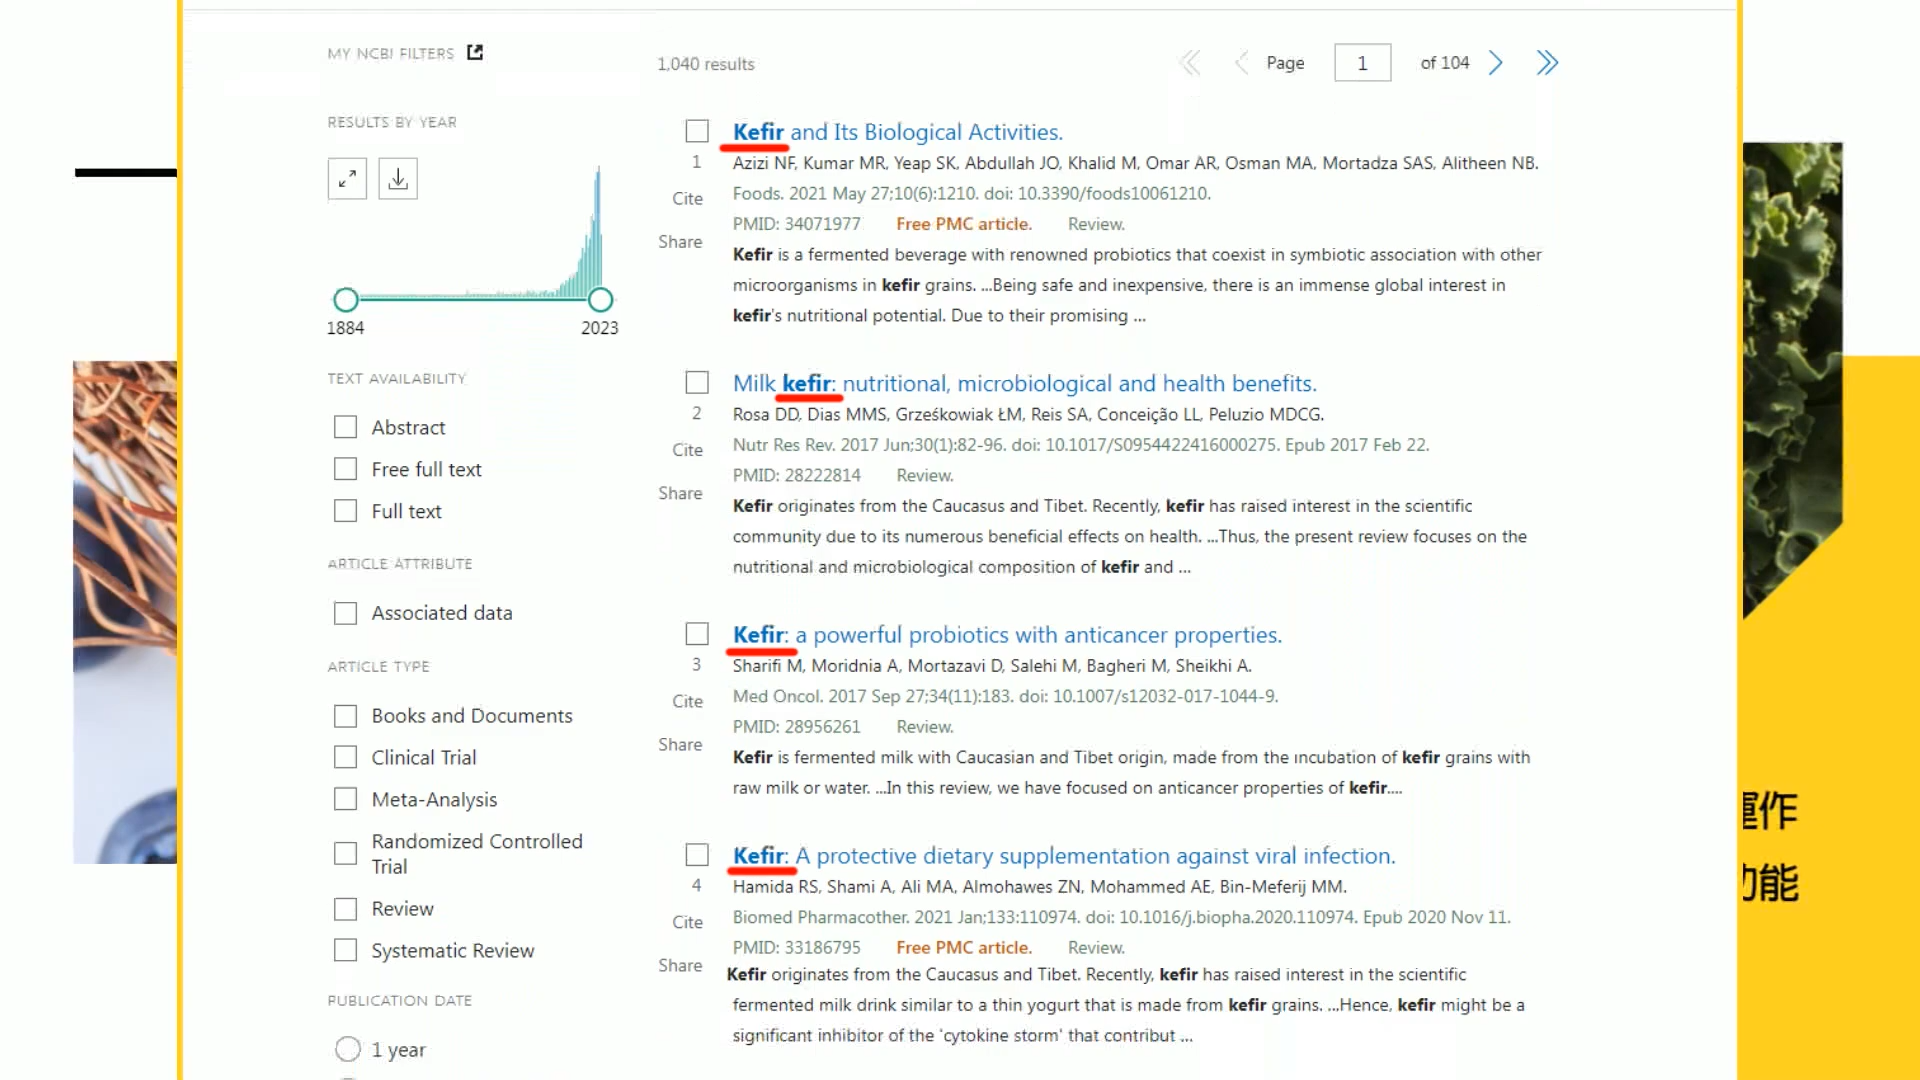 MY NCBI FILTERS
1,040 results
Page 1 of 104
RESULTS BY YEAR
1884 2023
TEXT AVAILABILITY
Abstract
Free full text
Full text
ARTICLE ATTRIBUTE
Associated data
ARTICLE TYPE
Books and Documents
Clinical Trial
Meta-Analysis
Randomized Controlled
Trial
Review
Systematic Review
PUBLICATION DATE
1 year
Kefir and Its Biological Activities.
1
Azizi NF, Kumar MR, Yeap SK, Abdullah JO, Khalid M, Omar AR, Osman MA, Mortadza SAS, Alitheen NB.
Cite
Foods. 2021 May 27;10(6):1210. doi: 10.3390/foods10061210.
PMID: 34071977 Free PMC article. Review.
Share
Kefir is a fermented beverage with renowned probiotics that coexist in symbiotic association with other
microorganisms in kefir grains. ...Being safe and inexpensive, there is an immense global interest in
kefir's nutritional potential. Due to their promising ...
Milk kefir: nutritional, microbiological and health benefits.
2
Rosa DD, Dias MMS, Grześkowiak ŁM, Reis SA, Conceição LL, Peluzio MDCG.
Cite
Nutr Res Rev. 2017 Jun;30(1):82-96. doi: 10.1017/S0954422416000275. Epub 2017 Feb 22.
PMID: 28222814 Review.
Share
Kefir originates from the Caucasus and Tibet. Recently, kefir has raised interest in the scientific
community due to its numerous beneficial effects on health. ...Thus, the present review focuses on the
nutritional and microbiological composition of kefir and ...
Kefir: a powerful probiotics with anticancer properties.
3
Sharifi M, Moridnia A, Mortazavi D, Salehi M, Bagheri M, Sheikhi A.
Cite
Med Oncol. 2017 Sep 27;34(11):183. doi: 10.1007/s12032-017-1044-9.
PMID: 28956261 Review.
Share
Kefir is fermented milk with Caucasian and Tibet origin, made from the incubation of kefir grains with
raw milk or water. ...In this review, we have focused on anticancer properties of kefir....
Kefir: A protective dietary supplementation against viral infection.
4
Hamida RS, Shami A, Ali MA, Almohawes ZN, Mohammed AE, Bin-Meferij MM.
Cite
Biomed Pharmacother. 2021 Jan;133:110974. doi: 10.1016/j.biopha.2020.110974. Epub 2020 Nov 11.
PMID: 33186795 Free PMC article. Review.
Share
Kefir originates from the Caucasus and Tibet. Recently, kefir has raised interest in the scientific
fermented milk drink similar to a thin yogurt that is made from kefir grains. ...Hence, kefir might be a
significant inhibitor of the 'cytokine storm' that contribut ...
運作
功能